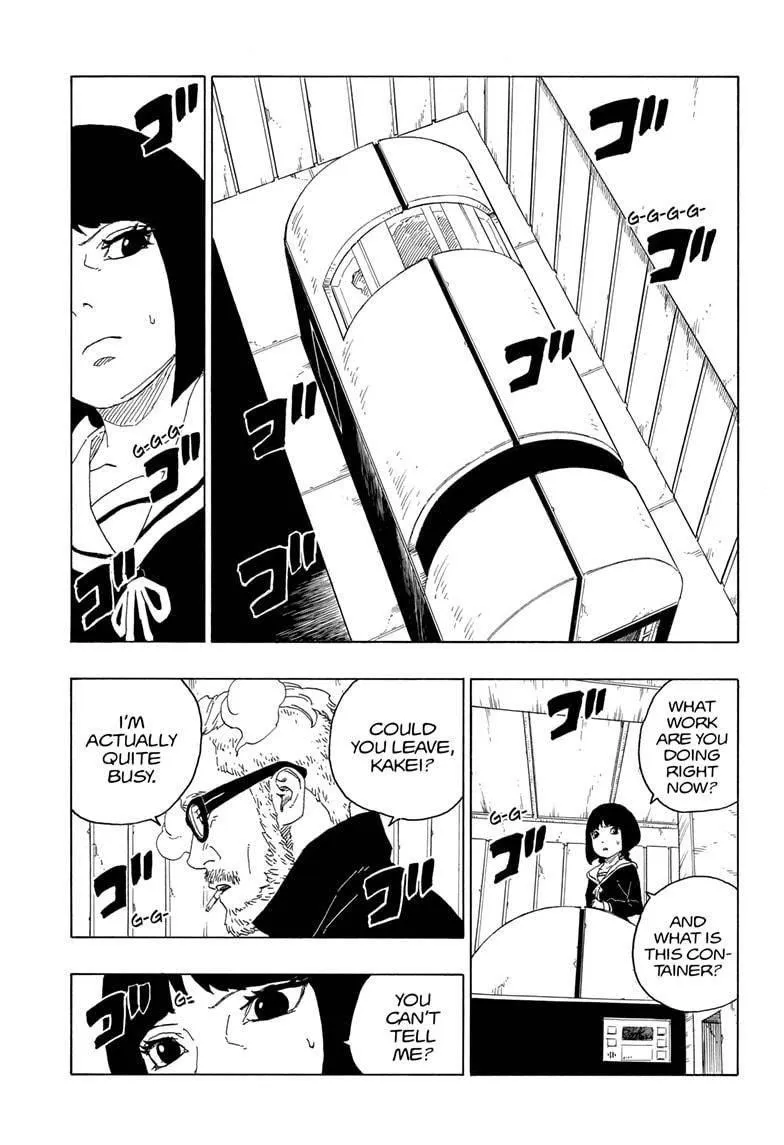 ゴ
ゴ
G-G-G-G-
ゴ
ゴ
ゴ
ゴ
G-G-G-
ゴ
ゴ
ゴ
WHAT
WORK
ARE YOU
DOING
RIGHT
NOW?
ゴ
G-G-
ゴ
AND
WHAT IS
THIS CON-
TAINER?
COULD
YOU LEAVE,
KAKEI?
I'M
ACTUALLY
QUITE
BUSY.
ゴ
G-G-
ゴ
YOU
CAN'T
TELL
ME?
G-
ゴ